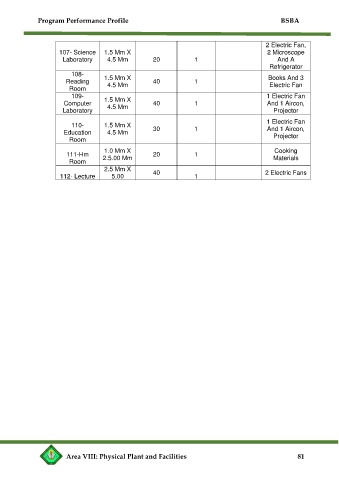 Program Performance Profile BSBA
2 Electric Fan,
107- Science 1.5 Mm X 2 Microscope
Laboratory 4.5 Mm 20 1 And A
Refrigerator
108-
Reading 1.5 Mm X 40 1 Books And 3
Room 4.5 Mm Electric Fan
109- 1 Electric Fan
Computer 1.5 Mm X 40 1 And 1 Aircon,
Laboratory 4.5 Mm Projector
110- 1 Electric Fan
Education 1.5 Mm X 30 1 And 1 Aircon,
Room 4.5 Mm Projector
111-Hm 1.0 Mm X 20 1 Cooking
Room 2.5.00 Mm Materials
2.5 Mm X 40 2 Electric Fans
112- Lecture 5.00 1
Area VIII: Physical Plant and Facilities 81